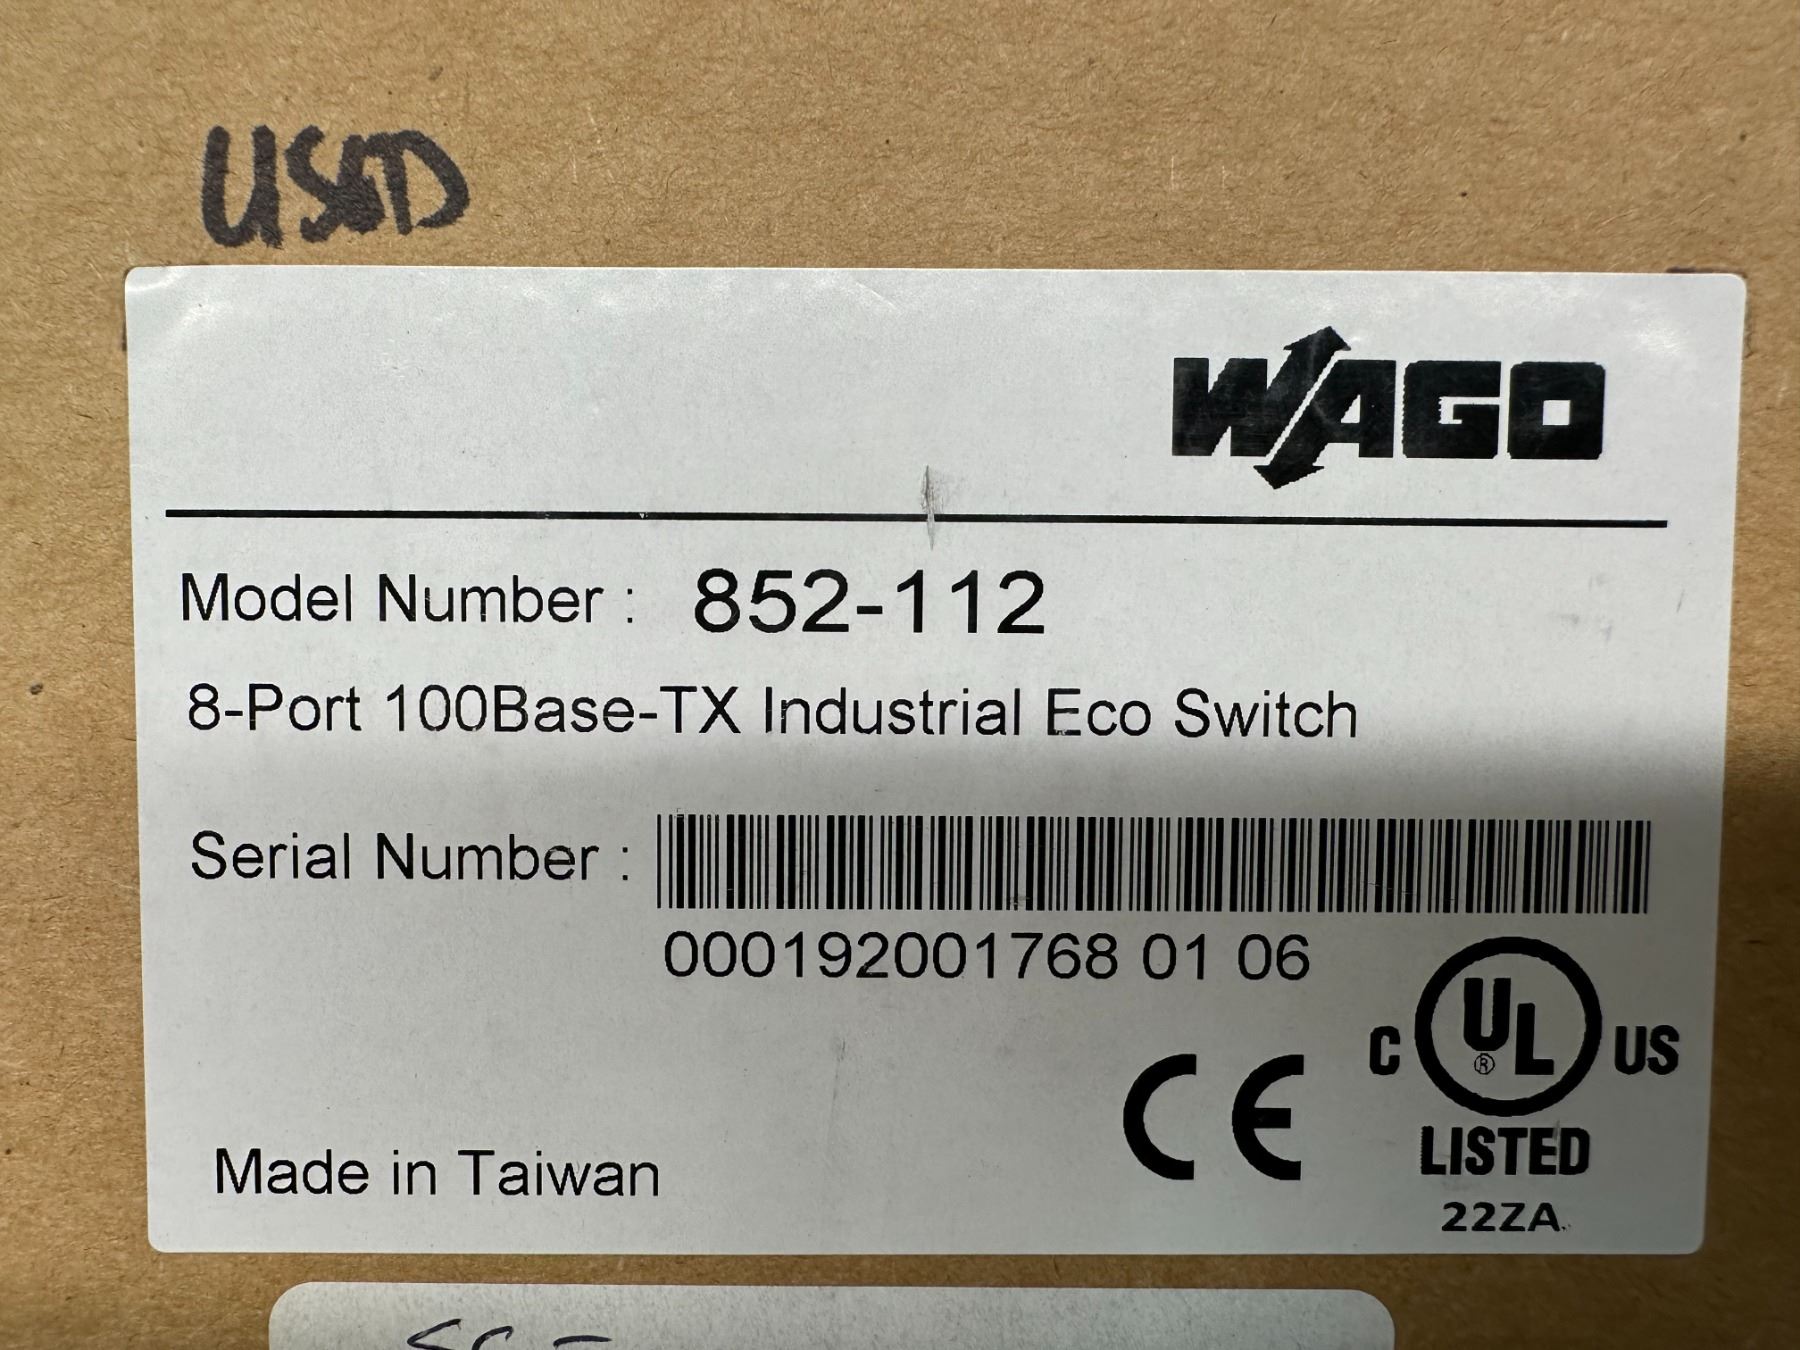 USED
WAGO
Model Number : 852-112
8-Port 100Base-TX Industrial Eco Switch
Serial Number :
000192001768 01 06
C UL ® US
LISTED
22ZA
CE
Made in Taiwan